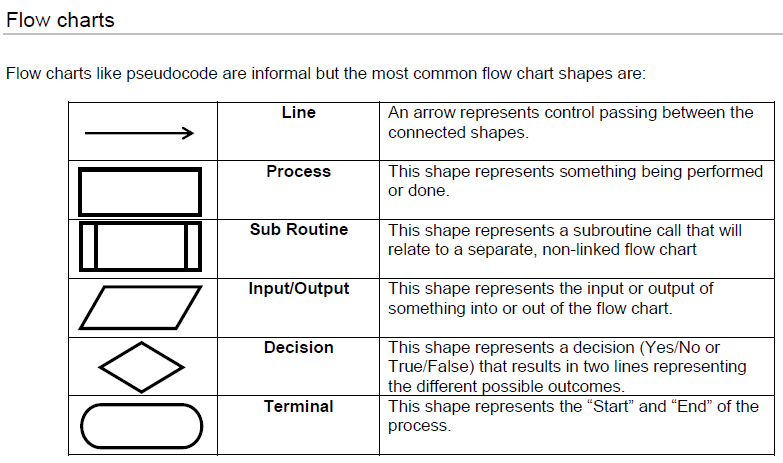 Flow charts
Flow charts like pseudocode are informal but the most common flow chart shapes are:
Line
An arrow represents control passing between the
connected shapes.
Process
This shape represents something being performed
or done.
Sub Routine
This shape represents a subroutine call that will
relate to a separate, non-linked flow chart
Input/Output
This shape represents the input or output of
something into or out of the flow chart.
Decision
This shape represents a decision (Yes/No or
True/False) that results in two lines representing
the different possible outcomes.
Terminal
This shape represents the “Start” and “End” of the
process.